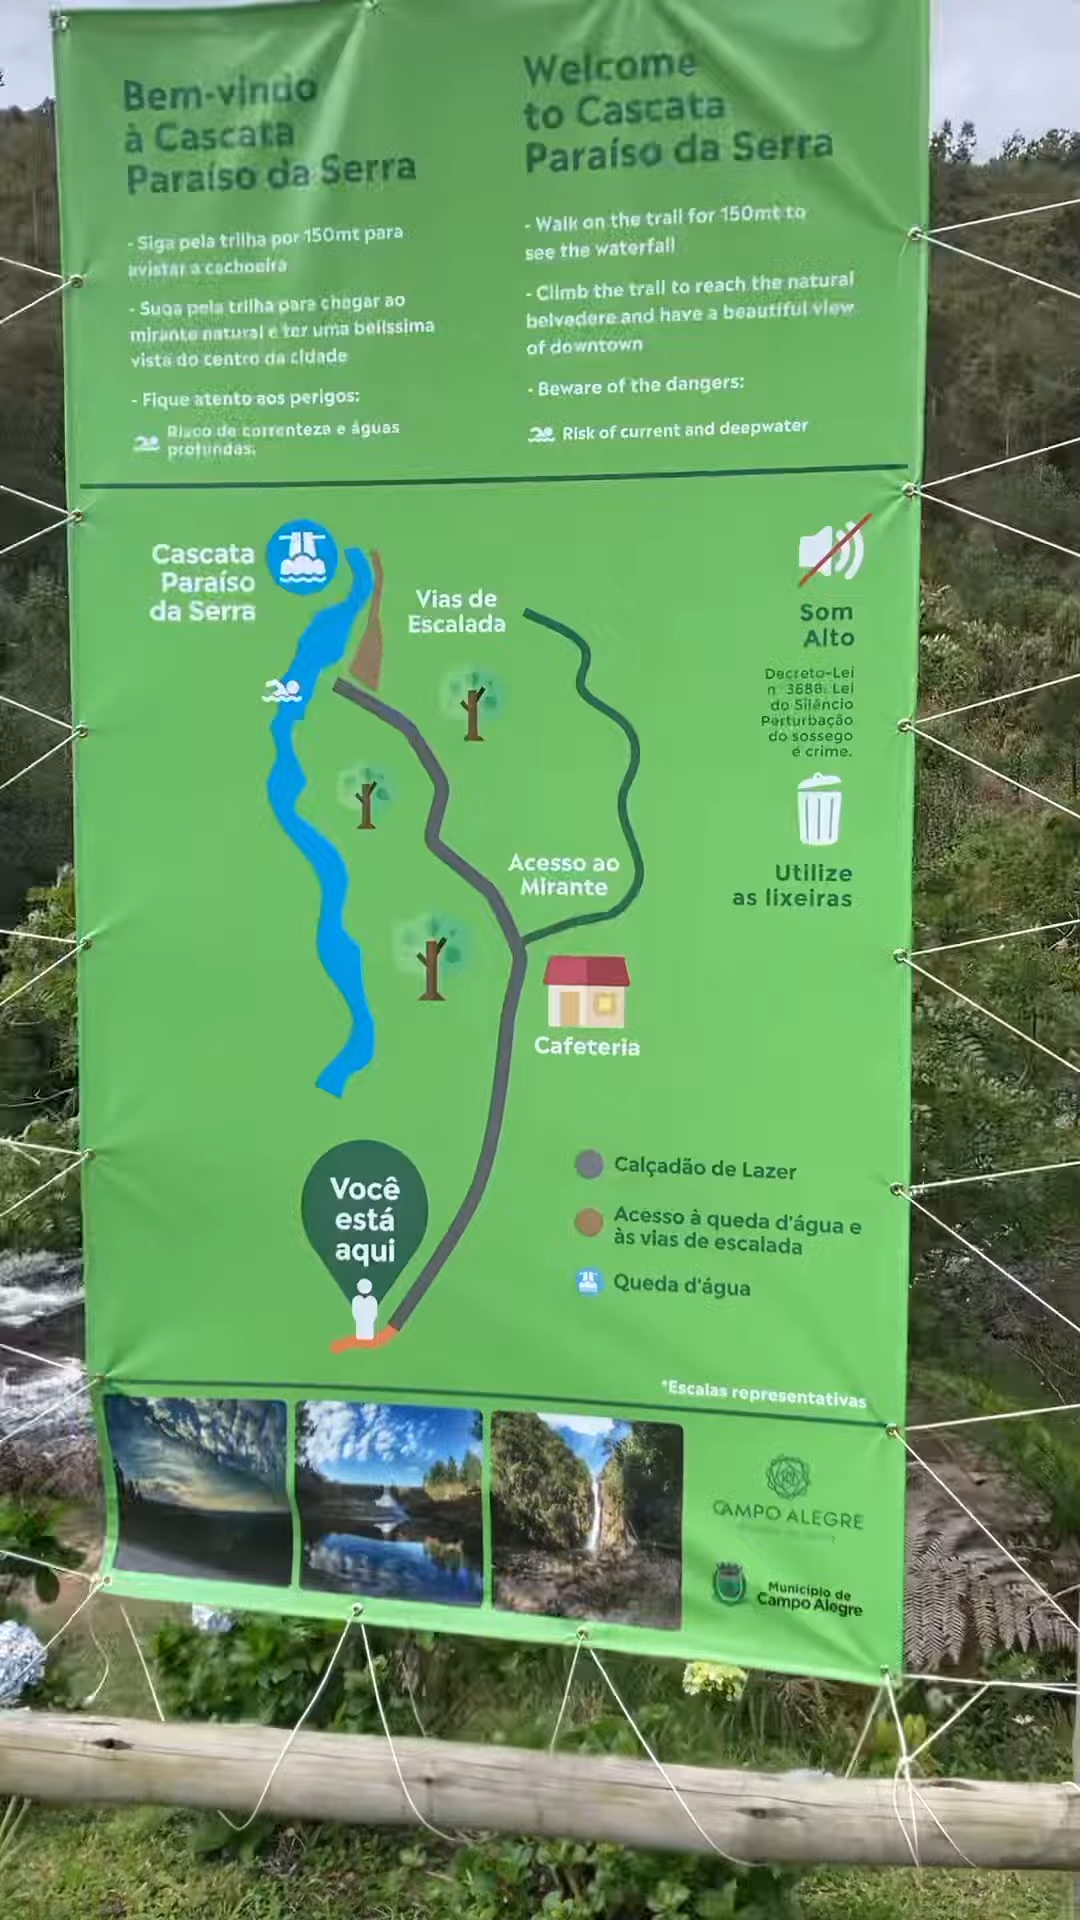 Bem-vindo
à Cascata
Paraíso da Serra
- Siga pela trilha por 150mt para
avistar a cachoeira
- Suga pela trilha para chegar ao
mirante natural e ter uma belíssima
vista do centro da cidade
- Fique atento aos perigos:
Risco de correnteza e águas
profundas;
Welcome
to Cascata
Paraíso da Serra
- Walk on the trail for 150mt to
see the waterfall
- Climb the trail to reach the natural
belvedere and have a beautiful view
of downtown
- Beware of the dangers:
Risk of current and deepwater
Cascata
Paraíso
da Serra
Vias de
Escalada
Som
Alto
Decreto-Lei
n 3688. Lei
do Silêncio
Perturbação
do sossego
é crime.
Utilize
as lixeiras
Acesso ao
Mirante
Cafeteria
Você
está
aqui
Calçadão de Lazer
Acesso à queda d'água e
às vias de escalada
Queda d'água
*Escalas representativas
CAMPO ALEGRE
Município de
Campo Alegre